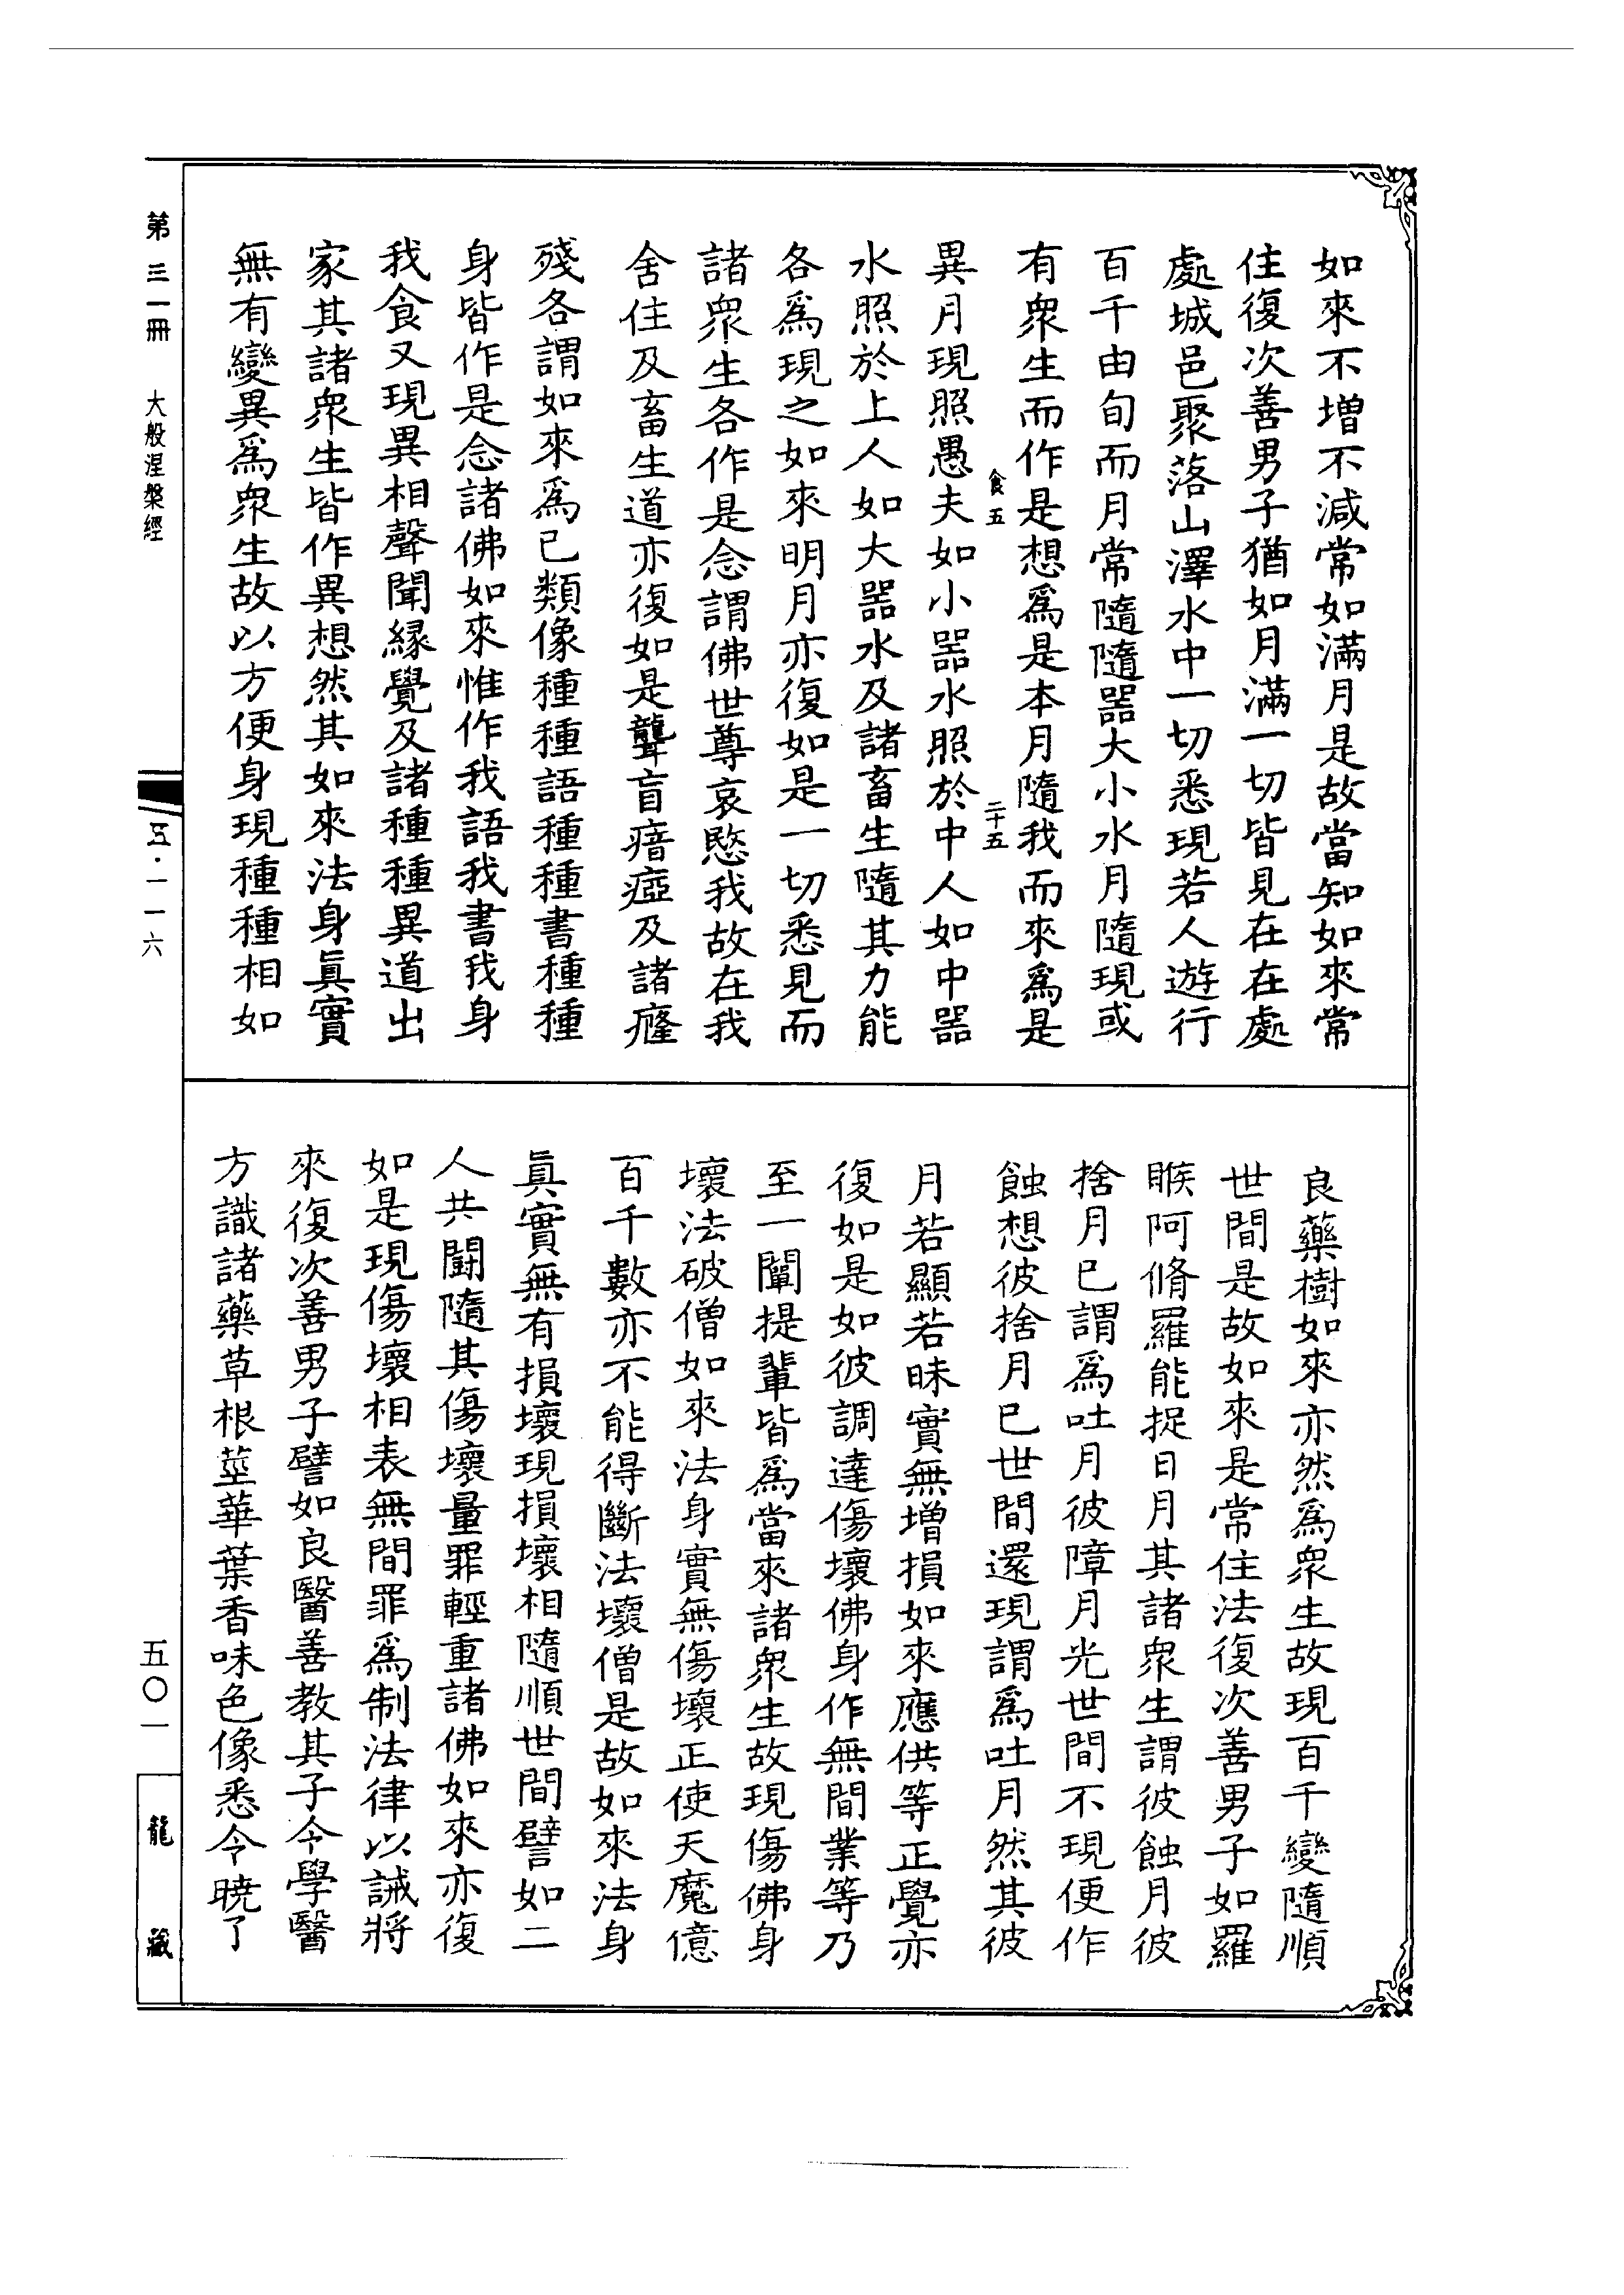 如來不增不減常如滿月是故當知如來常
住復次善男子猶如月滿一切皆見在在處
處城邑聚落山澤水中一切悉現若人遊行
百千由旬而月常隨隨器大小水月隨現或
有衆生而作是想爲是本月隨我而來爲是
食五 二十五
異月現照愚夫如小器水照於中人如中器
水照於上人如大器水及諸畜生隨其力能
各爲現之如來明月亦復如是一切悉見而
諸衆生各作是念謂佛世尊哀愍我故在我
舍住及畜生道亦復如是聾盲瘖瘂及諸癃
殘各謂如來爲已類像種種語種種書種種
身皆作是念諸佛如來惟作我語我書我身
我食又現異相聲聞緣覺及諸種種異道出
家其諸衆生皆作異想然其如來法身眞實
無有變異爲衆生故以方便身現種種相如
良藥樹如來亦然爲衆生故現百千變隨順
世間是故如來是常住法復次善男子如羅
睺阿脩羅能捉日月其諸衆生謂彼蝕月彼
捨月已謂爲吐月彼障月光世間不現便作
蝕想彼捨月已世間還現謂爲吐月然其彼
月若顯若昧實無增損如來應供等正覺亦
復如是如彼調達傷壞佛身作無間業等乃
至一闡提輩皆爲當來諸衆生故現傷佛身
壞法破僧如來法身實無傷壞正使天魔億
百千數亦不能得斷法壞僧是故如來法身
眞實無有損壞現損壞相隨順世間譬如二
人共鬪隨其傷壞量罪輕重諸佛如來亦復
如是現傷壞相表無間罪爲制法律以誡將
來復次善男子譬如良醫善教其子令學醫
方識諸藥草根莖華葉香味色像悉令曉了
第三一冊 大般涅槃經
五·一一六
五〇一
龍藏